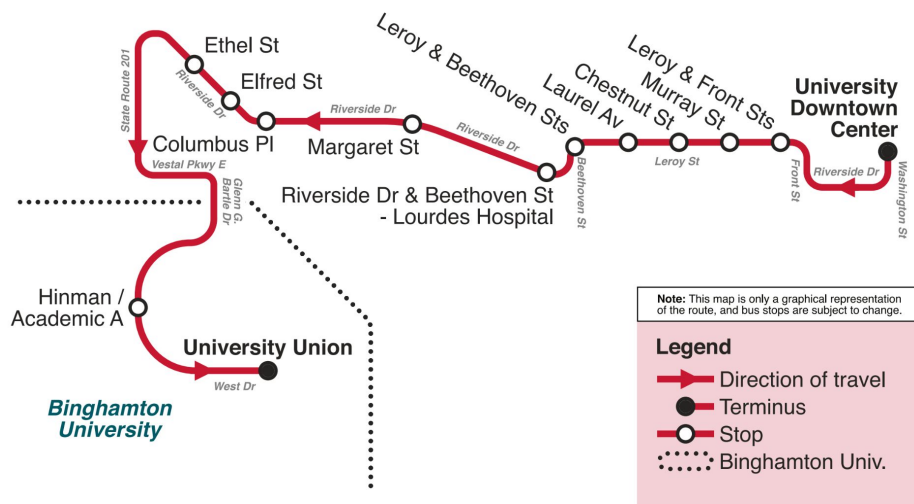 Ethel St
Elfred St
Columbus Pl
Margaret St
Leroy & Beethoven Sts
Laurel Av
Chestnut St
Murray St
Leroy & Front Sts
University
Downtown
Center
Riverside Dr & Beethoven St
- Lourdes Hospital
State Route 201
Riverside Dr
Riverside Dr
Riverside Dr
Beethoven St
Leroy St
Front St
Riverside Dr
Washington St
Vestal Pkwy E
Glenn G.
Bartle Dr
Hinman /
Academic A
University Union
West Dr
Binghamton
University
Note: This map is only a graphical representation
of the route, and bus stops are subject to change.
Legend
Direction of travel
Terminus
Stop
Binghamton Univ.